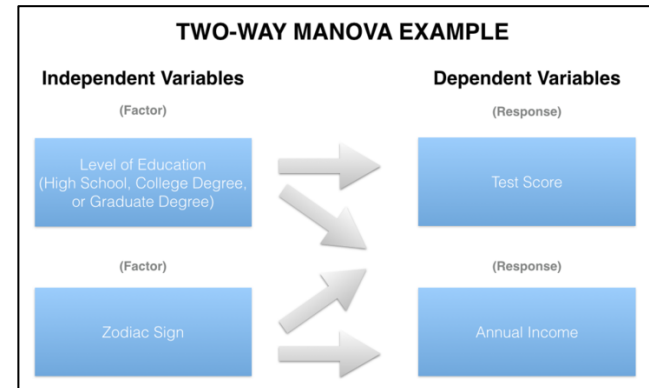 TWO-WAY MANOVA EXAMPLE
Independent Variables
Dependent Variables
(Factor)
(Response)
Level of Education
(High School, College Degree,
or Graduate Degree)
Test Score
(Factor)
(Response)
Zodiac Sign
Annual Income